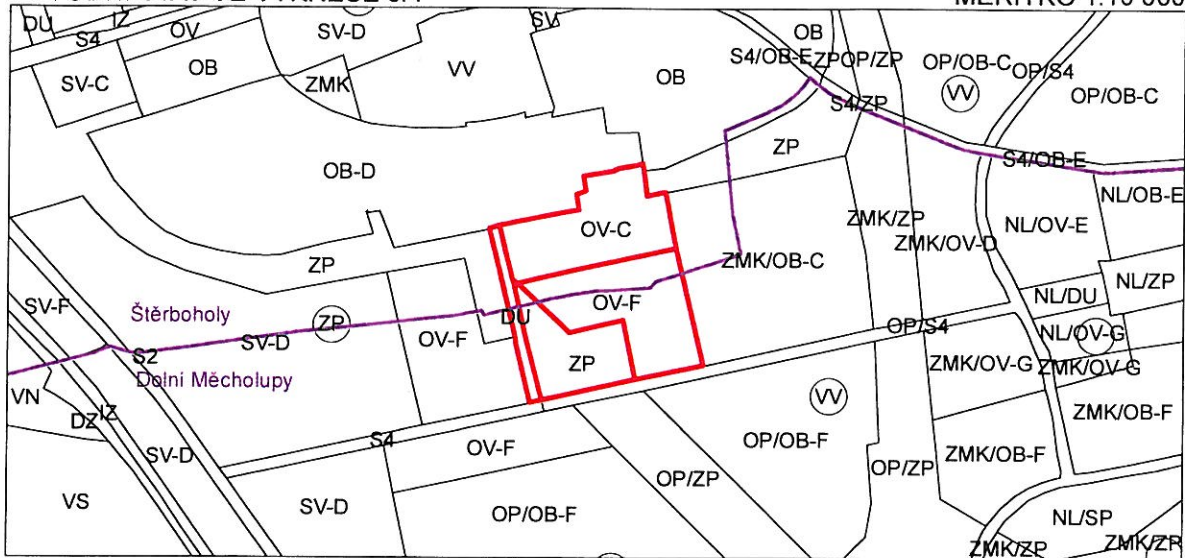 MĚŘÍTKO 1:10 000
DU
IZ
S4
OV
SV-D
SV
OB
S4/OB-E
ZP
OP/ZP
OP/OB-C
OP/S4
SV-C
OB
ZMK
VV
OB
VV
OP/OB-C
S4/ZP
OB-D
ZP
S4/OB-E
NL/OB-E
OV-C
ZMK/ZP
NL/OV-E
ZMK/OV-D
ZP
ZMK/OB-C
NL/ZP
SV-F
Štěrboholy
ZP
OV-F
NL/DU
DU
SV-D
OV-F
OP/S4
NL/OV-G
S2
Dolní Měcholupy
ZP
ZMK/OV-G
ZMK/OV-G
VN
DZ
IZ
VV
ZMK/OB-F
S4
OV-F
OP/OB-F
SV-D
ZMK/OB-F
OP/ZP
OP/ZP
VS
SV-D
OP/OB-F
NL/SP
ZMK/ZP
ZMK/ZP